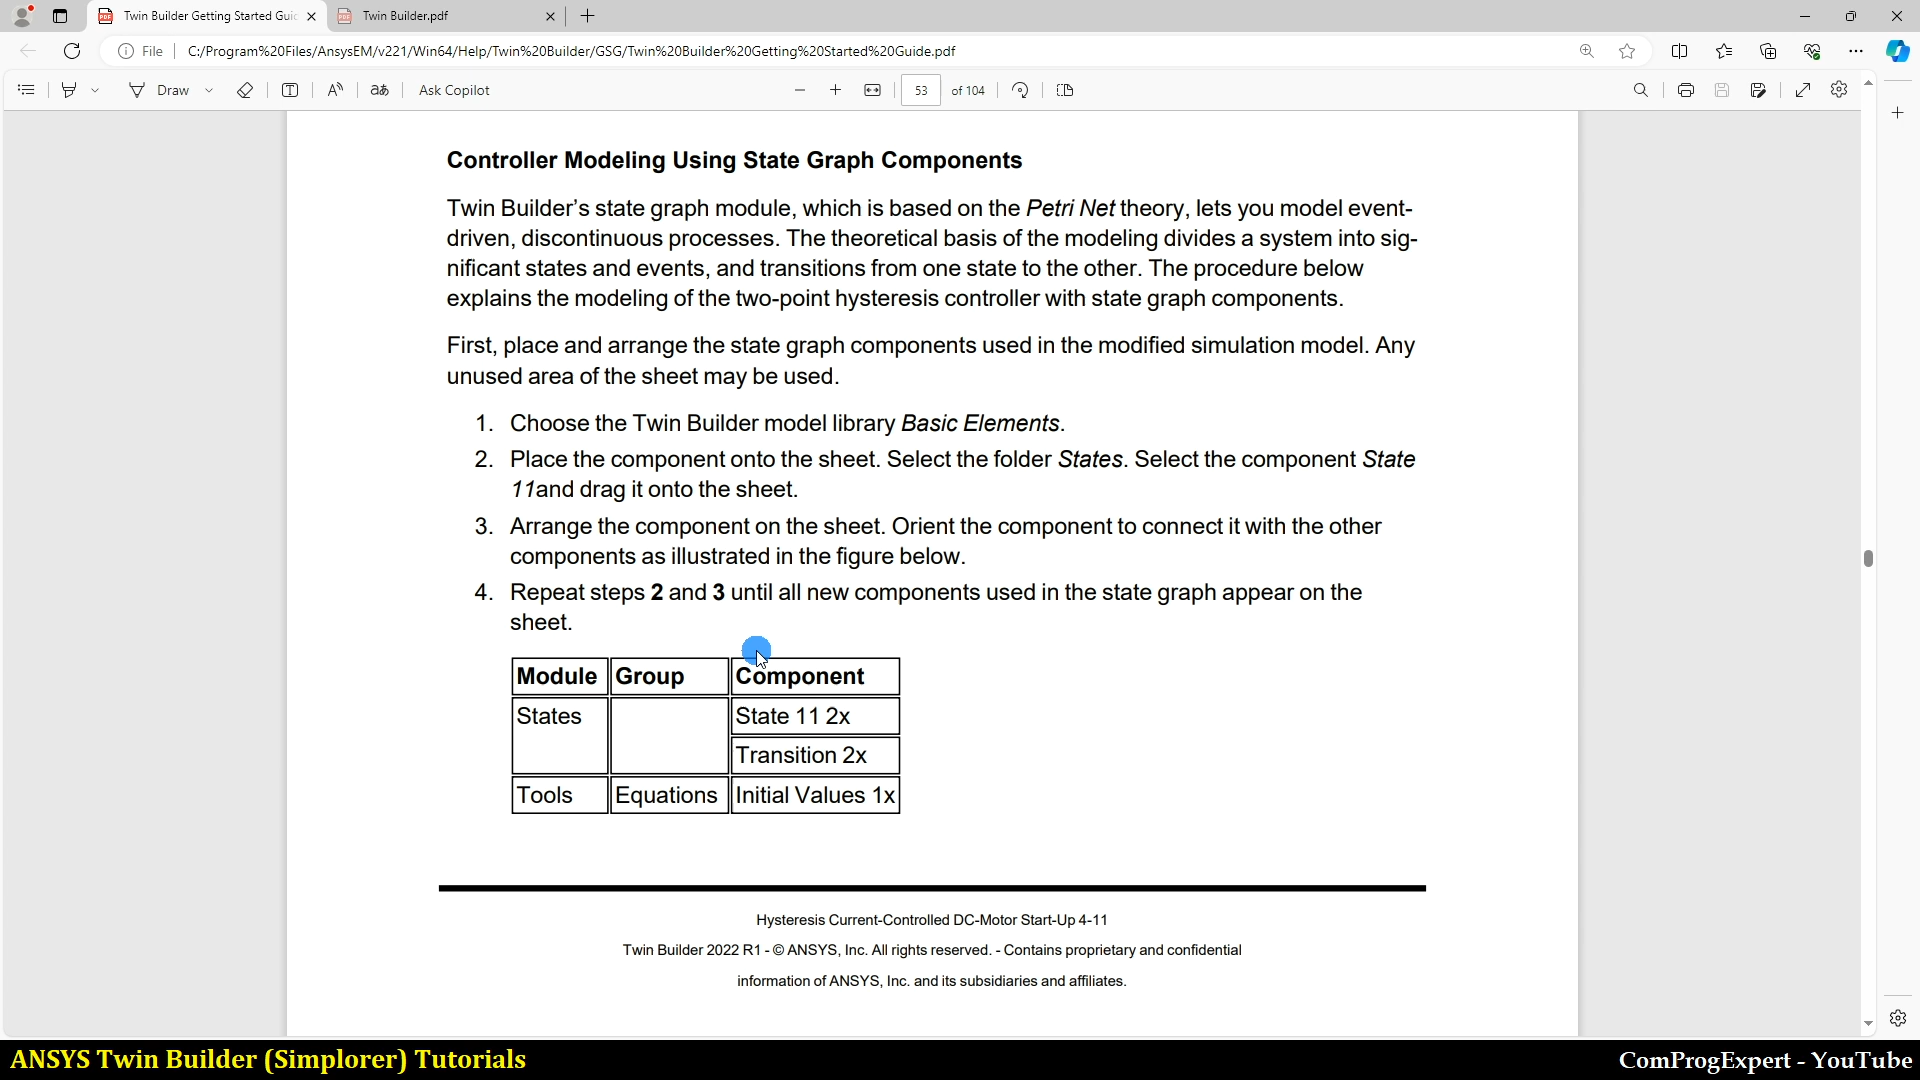 Twin Builder Getting Started Guid
Twin Builder.pdf
File
C:/Program%20Files/AnsysEM/v221/Win64/Help/Twin%20Builder/GSG/Twin%20Builder%20Getting%20Started%20Guide.pdf
Draw
Ask Copilot
53 of 104
Controller Modeling Using State Graph Components
Twin Builder's state graph module, which is based on the Petri Net theory, lets you model event-
driven, discontinuous processes. The theoretical basis of the modeling divides a system into sig-
nificant states and events, and transitions from one state to the other. The procedure below
explains the modeling of the two-point hysteresis controller with state graph components.
First, place and arrange the state graph components used in the modified simulation model. Any
unused area of the sheet may be used.
1. Choose the Twin Builder model library Basic Elements.
2. Place the component onto the sheet. Select the folder States. Select the component State
11and drag it onto the sheet.
3. Arrange the component on the sheet. Orient the component to connect it with the other
components as illustrated in the figure below.
4. Repeat steps 2 and 3 until all new components used in the state graph appear on the
sheet.
Module Group Component
States State 11 2x
Transition 2x
Tools Equations Initial Values 1x
Hysteresis Current-Controlled DC-Motor Start-Up 4-11
Twin Builder 2022 R1 - © ANSYS, Inc. All rights reserved. - Contains proprietary and confidential
information of ANSYS, Inc. and its subsidiaries and affiliates.
ANSYS Twin Builder (Simplorer) Tutorials
ComProgExpert - YouTube